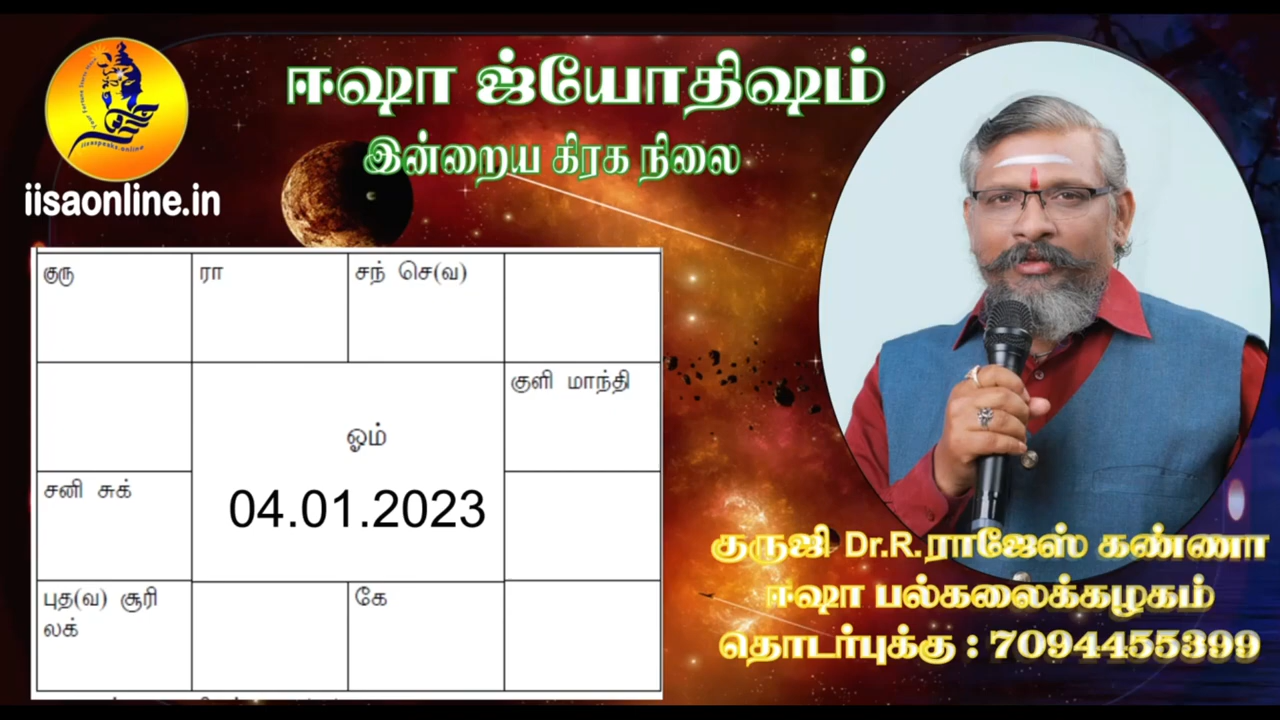 ஈஷா ஜ்யோதிஷம்
இன்றைய கிரக நிலை
iisaonline.in
குரு
ரா
சந் செ(வ)
குளி மாந்தி
ஓம்
சனி சுக்
04.01.2023
புத(வ) சூரி
லக்
கே
குருஜி Dr.R.ராஜேஸ் கண்ணா
ஈஷா பல்கலைக்கழகம்
தொடர்புக்கு : 7094455399